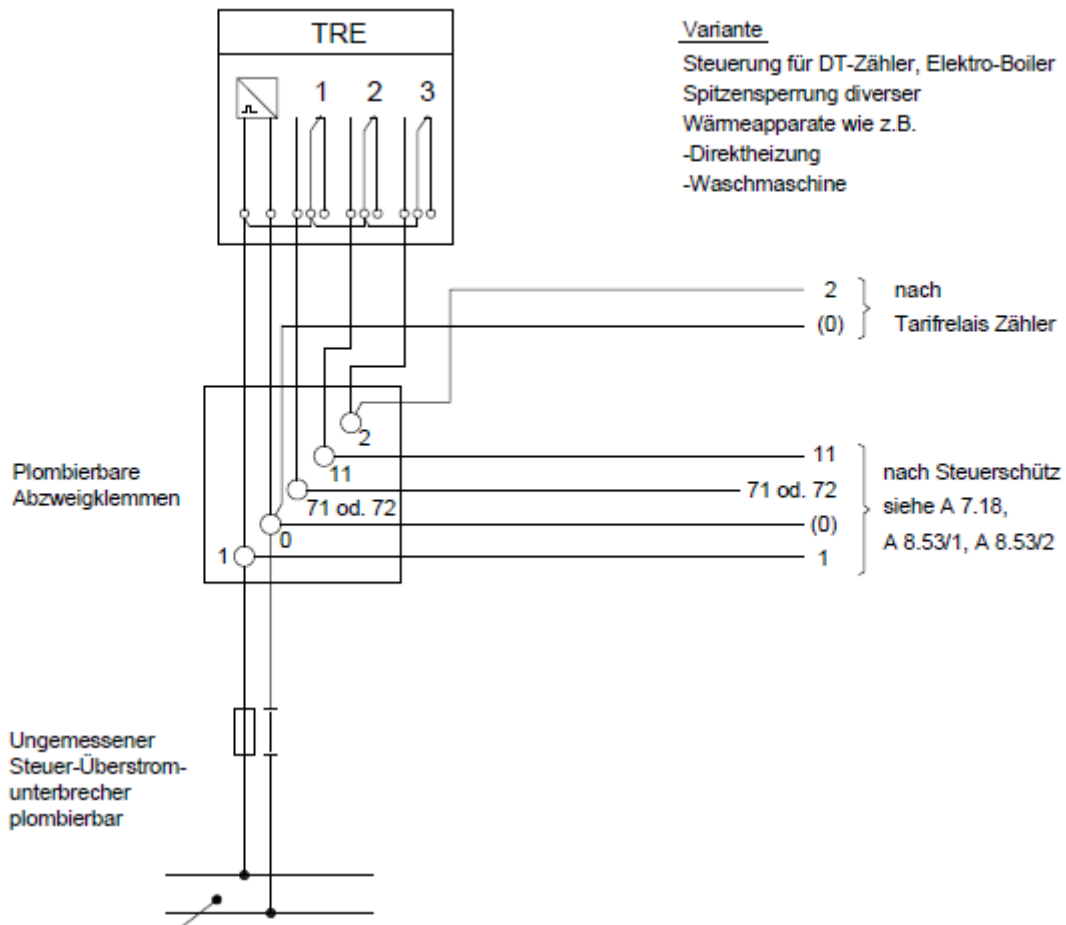 TRE
1 2 3
Variante
Steuerung für DT-Zähler, Elektro-Boiler
Spitzensperrung diverser
Wärmeapparate wie z.B.
-Direktheizung
-Waschmaschine
2
(0)
nach
Tarifrelais Zähler
Plombierbare
Abzweigklemmen
2
11
71 od. 72
0
1
11
71 od. 72
(0)
1
nach Steuerschütz
siehe A 7.18,
A 8.53/1, A 8.53/2
Ungemessener
Steuer-Überstrom-
unterbrecher
plombierbar